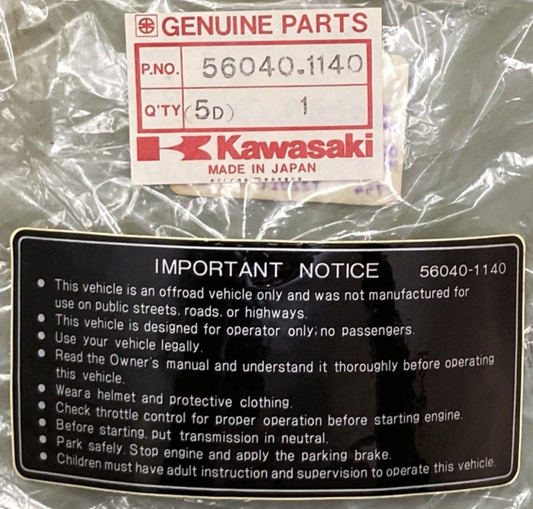 GENUINE PARTS
P.NO. 56040-1140
Q'TY (5D) 1
Kawasaki
MADE IN JAPAN
IMPORTANT NOTICE 56040-1140
● This vehicle is an offroad vehicle only and was not manufactured for
use on public streets, roads, or highways.
● This vehicle is designed for operator only; no passengers.
● Use your vehicle legally.
● Read the Owner's manual and understand it thoroughly before operating
this vehicle.
● Wear a helmet and protective clothing.
● Check throttle control for proper operation before starting engine.
● Before starting, put transmission in neutral.
● Park safely. Stop engine and apply the parking brake.
● Children must have adult instruction and supervision to operate this vehicle.